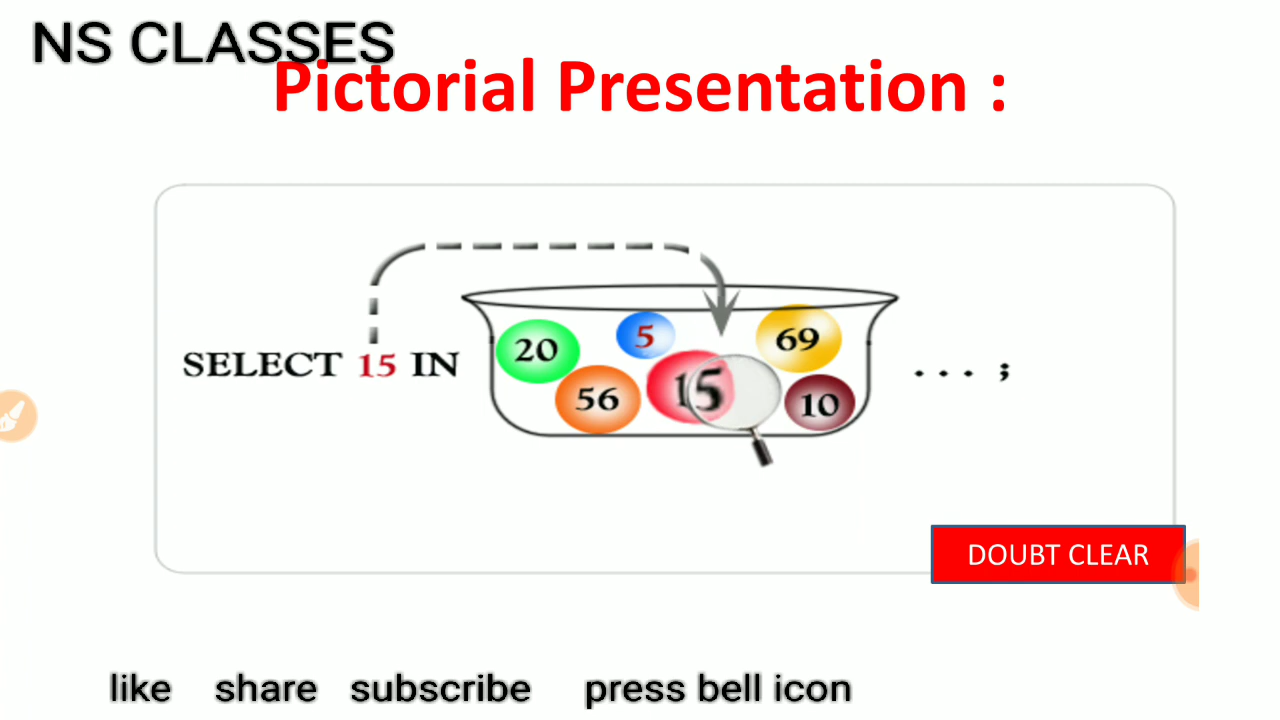 NS CLASSES
Pictorial Presentation :
SELECT 15 IN 20 56 5 15 69 10 . . . ;
DOUBT CLEAR
like share subscribe press bell icon